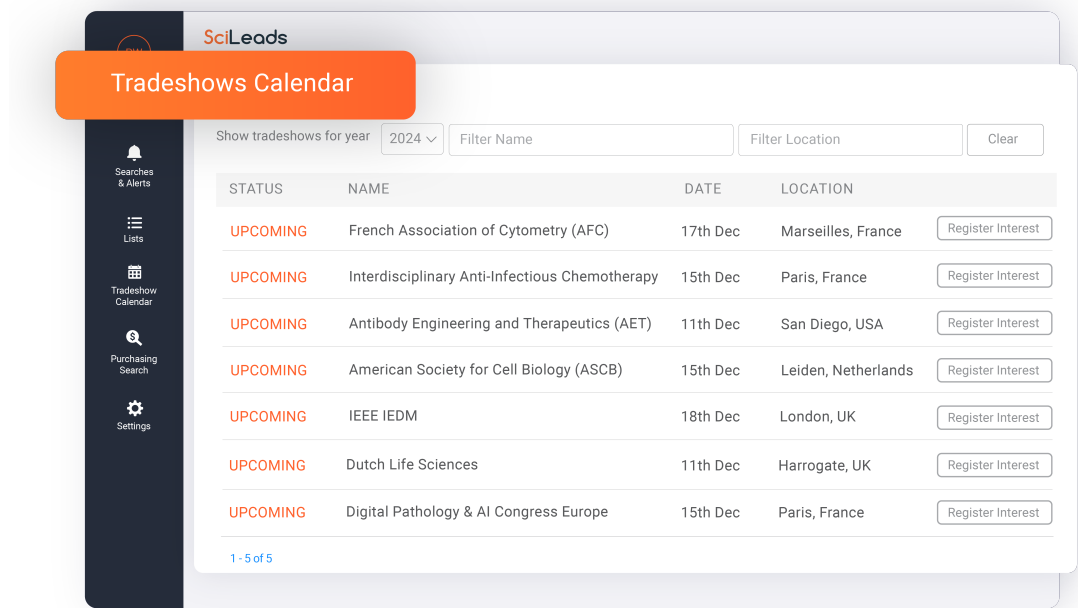 SciLeads
Tradeshows Calendar
Searches
& Alerts
Lists
Tradeshow
Calendar
Purchasing
Search
Settings
Show tradeshows for year 2024 Filter Name Filter Location Clear
STATUS NAME DATE LOCATION
UPCOMING French Association of Cytometry (AFC) 17th Dec Marseilles, France Register Interest
UPCOMING Interdisciplinary Anti-Infectious Chemotherapy 15th Dec Paris, France Register Interest
UPCOMING Antibody Engineering and Therapeutics (AET) 11th Dec San Diego, USA Register Interest
UPCOMING American Society for Cell Biology (ASCB) 15th Dec Leiden, Netherlands Register Interest
UPCOMING IEEE IEDM 18th Dec London, UK Register Interest
UPCOMING Dutch Life Sciences 11th Dec Harrogate, UK Register Interest
UPCOMING Digital Pathology & AI Congress Europe 15th Dec Paris, France Register Interest
1 - 5 of 5